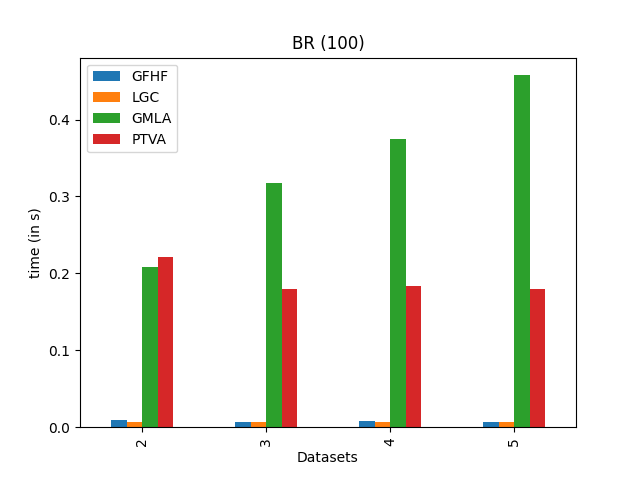 BR (100)
GFHF
LGC
GMLA
PTVA
0.4
0.3
0.2
0.1
0.0
time (in s)
2
3
4
5
Datasets